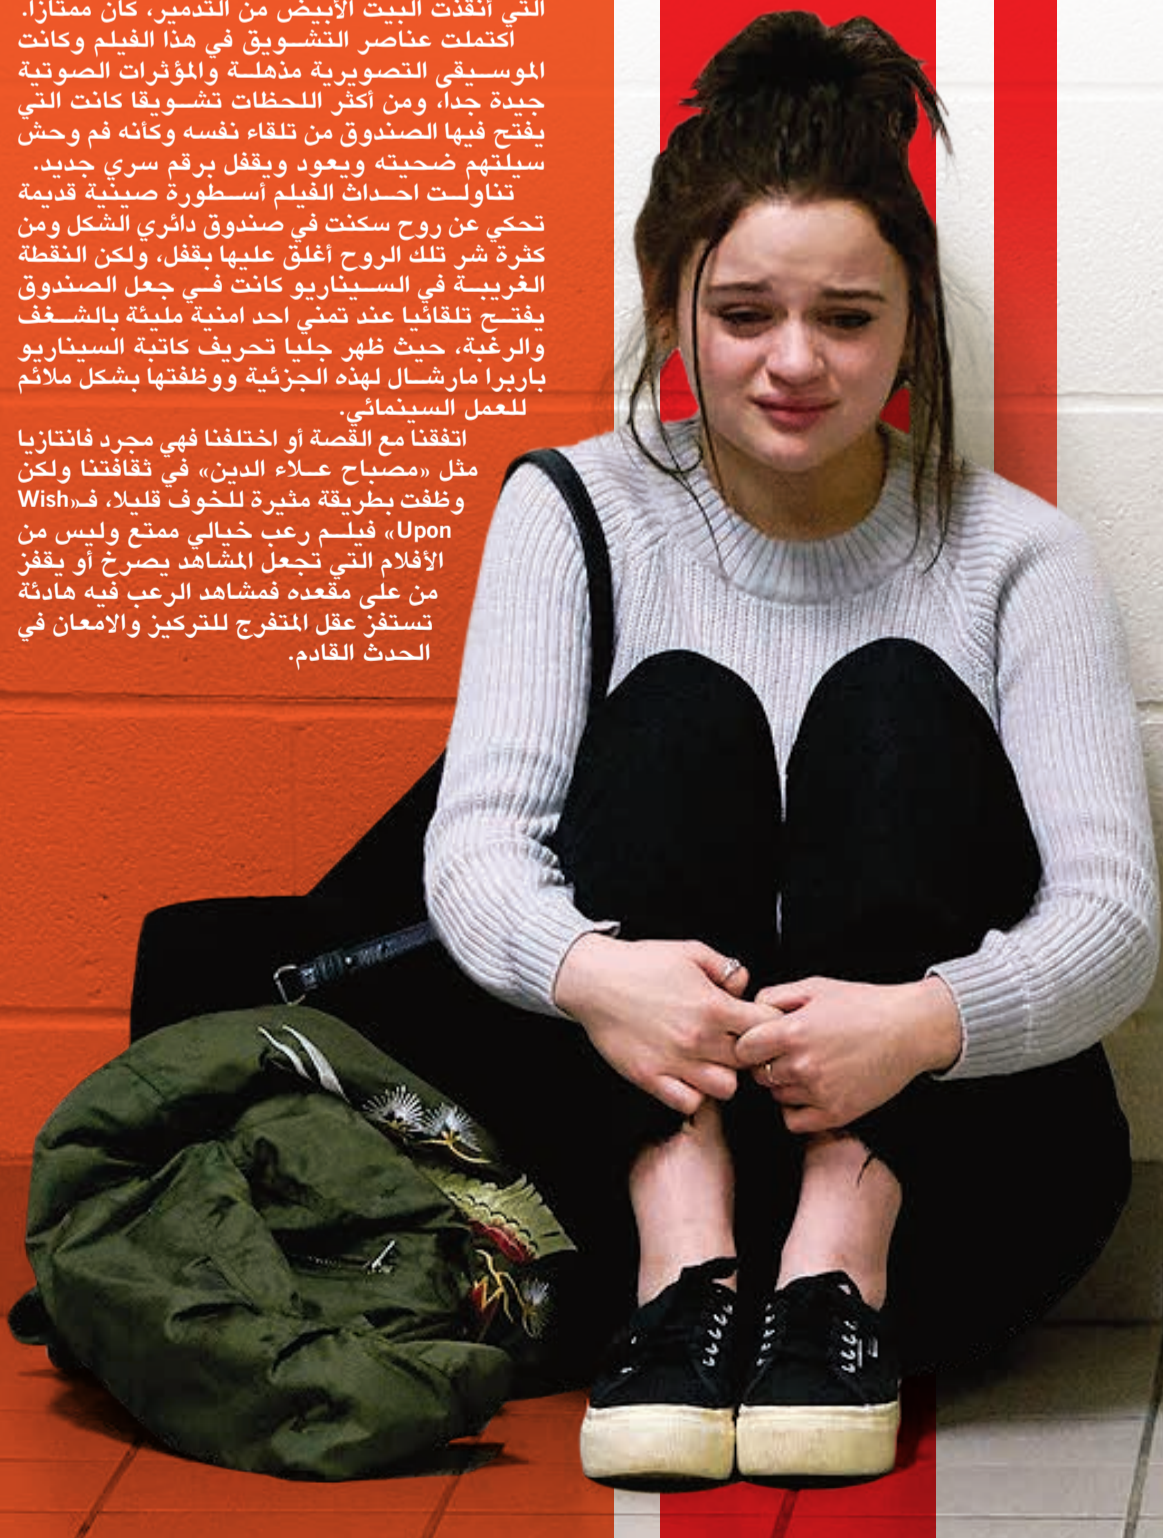 التي أنقذت البيت الأبيض من التدمير، كان ممتازا.
اكتملت عناصر التشويق في هذا الفيلم وكانت
الموسيقى التصويرية مذهلة والمؤثرات الصوتية
جيدة جدا، ومن أكثر اللحظات تشويقا كانت التي
يفتح فيها الصندوق من تلقاء نفسه وكأنه فم وحش
سيلتهم ضحيته ويعود ويقفل برقم سري جديد.
تناولت احداث الفيلم أسطورة صينية قديمة
تحكي عن روح سكنت في صندوق دائري الشكل ومن
كثرة شر تلك الروح أغلق عليها بقفل، ولكن النقطة
الغريبة في السيناريو كانت في جعل الصندوق
يفتح تلقائيا عند تمني احد امنية مليئة بالشغف
والرغبة، حيث ظهر جليا تحريف كاتبة السيناريو
باربرا مارشال لهذه الجزئية ووظفتها بشكل ملائم
للعمل السينمائي.
اتفقنا مع القصة أو اختلفنا فهي مجرد فانتازيا
مثل «مصباح علاء الدين» في ثقافتنا ولكن
وظفت بطريقة مثيرة للخوف قليلا، فـ«Wish
Upon» فيلم رعب خيالي ممتع وليس من
الأفلام التي تجعل المشاهد يصرخ أو يقفز
من على مقعده فمشاهد الرعب فيه هادئة
تستفز عقل المتفرج للتركيز والامعان في
الحدث القادم.